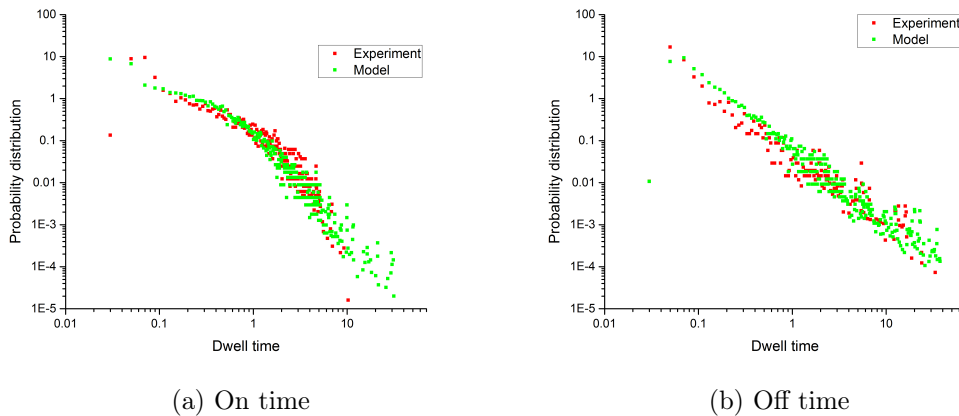 100
10
1
0.1
0.01
1E-3
1E-4
1E-5
0.01
0.1
1
10
Probability distribution
Dwell time
Experiment
Model
(a) On time
100
10
1
0.1
0.01
1E-3
1E-4
1E-5
0.01
0.1
1
10
Probability distribution
Dwell time
Experiment
Model
(b) Off time